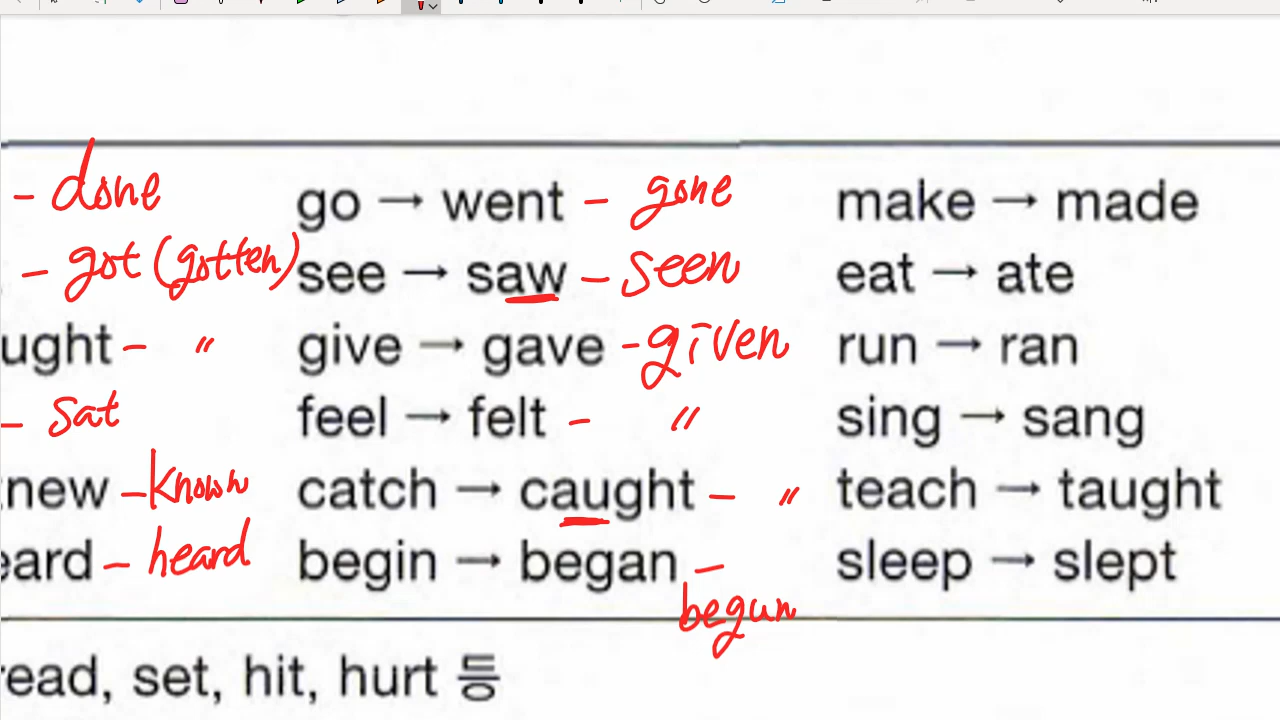 - done go → went - gone make → made
- got (gotten) see → saw - seen eat → ate
ught - 〃 give → gave - given run → ran
- sat feel → felt - 〃 sing → sang
new - known catch → caught - 〃 teach → taught
eard - heard begin → began - sleep → slept
begun
read, set, hit, hurt 등